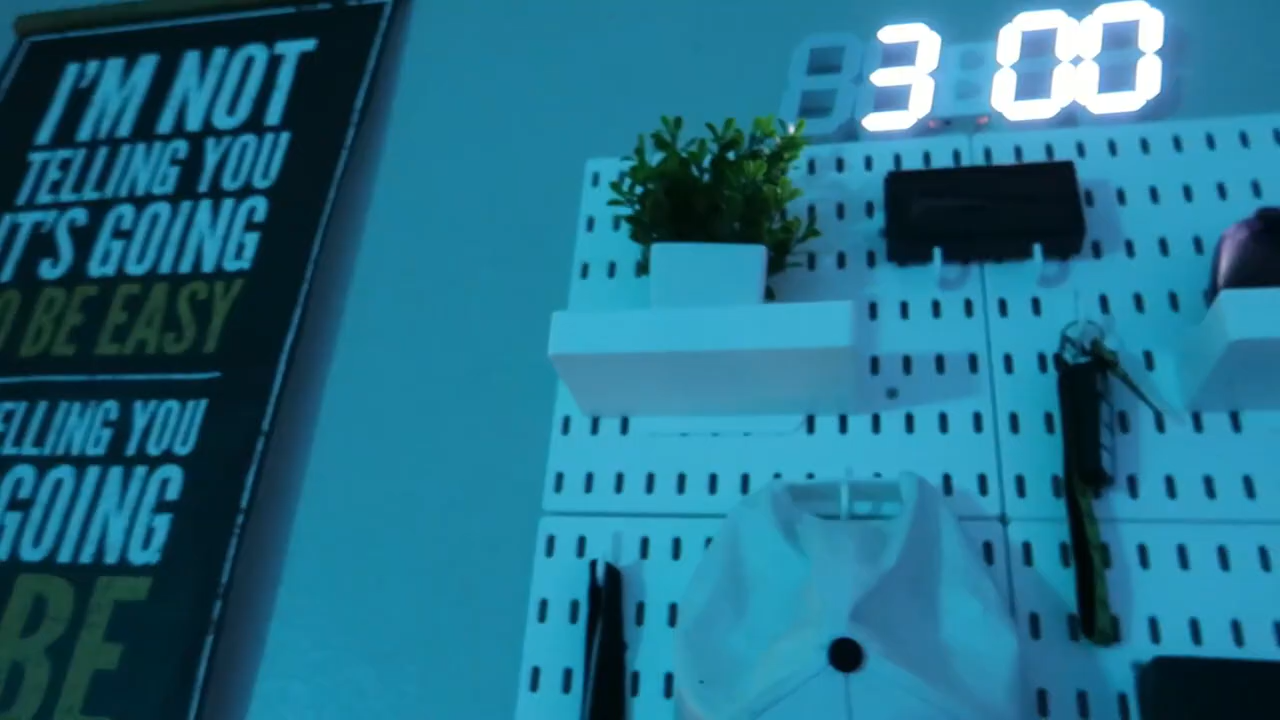 I'M NOT
TELLING YOU
IT'S GOING
O BE EASY
ELLING YOU
GOING
BE
3 00